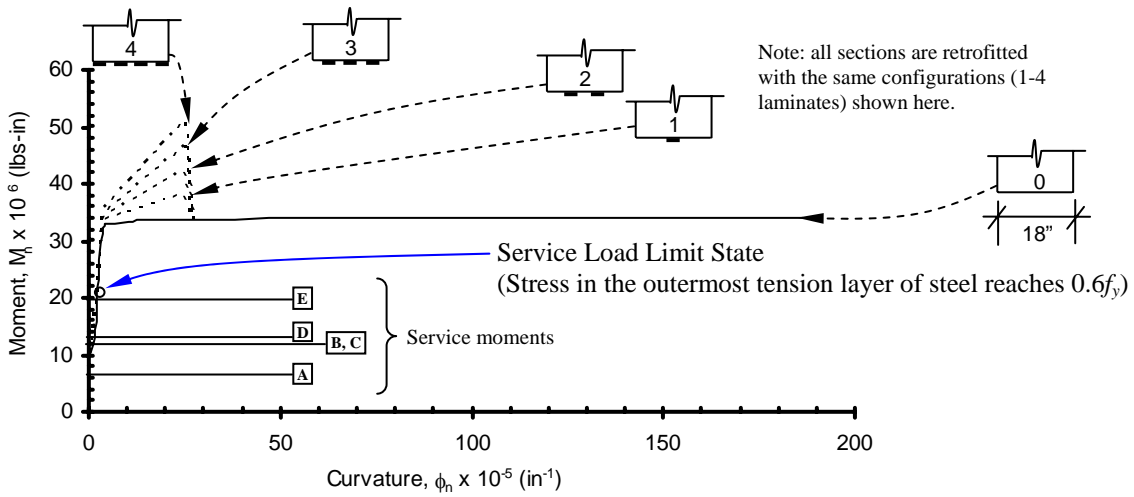 4
3
2
1
0
18”
Note: all sections are retrofitted
with the same configurations (1-4
laminates) shown here.
Moment, Mn x 10 6 (lbs-in)
60
50
40
30
20
10
0
Service Load Limit State
(Stress in the outermost tension layer of steel reaches 0.6fy)
E
D
B, C
A
Service moments
0
50
100
150
200
Curvature, ϕn x 10-5 (in-1)